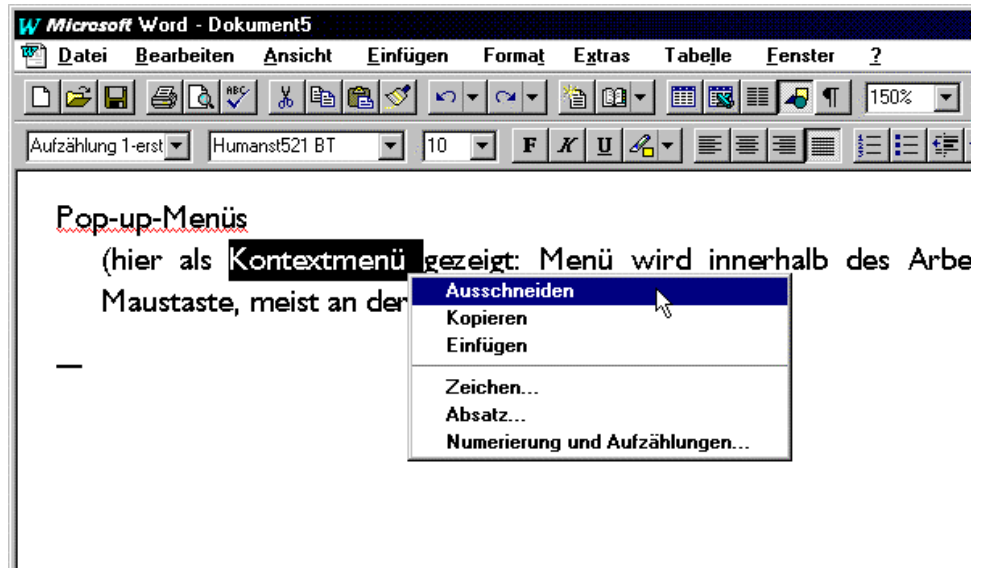 Microsoft Word - Dokument5
Datei Bearbeiten Ansicht Einfügen Format Extras Tabelle Fenster ?
ABC 150%
Aufzählung 1-erst Humanst521 BT 10 F K U
Pop-up-Menüs
(hier als Kontextmenü gezeigt: Menü wird innerhalb des Arbe
Maustaste, meist an der
Ausschneiden
Kopieren
Einfügen
Zeichen...
Absatz...
Numerierung und Aufzählungen...